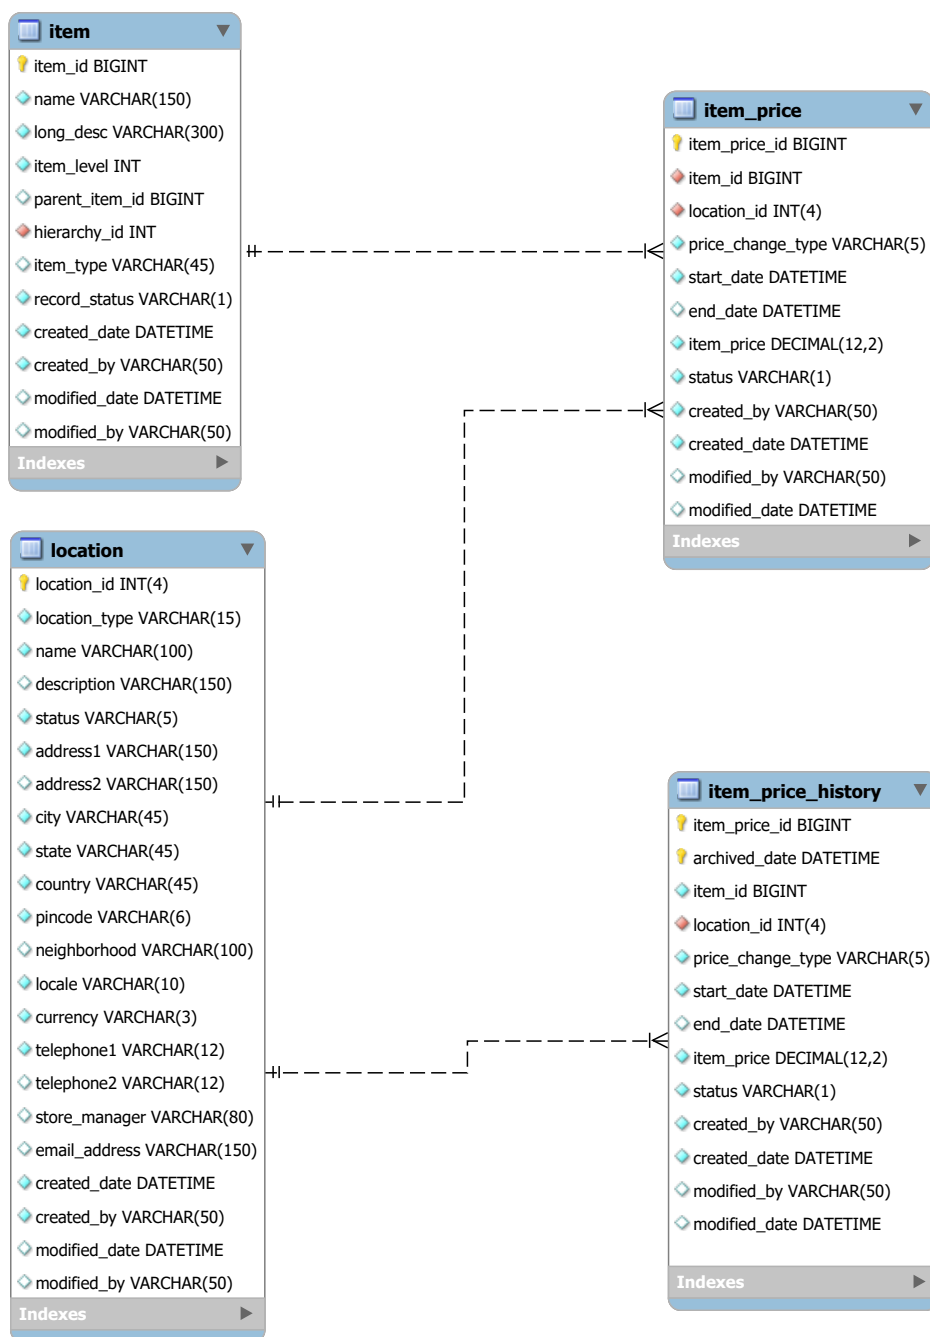 item
item_id BIGINT
name VARCHAR(150)
long_desc VARCHAR(300)
item_level INT
parent_item_id BIGINT
hierarchy_id INT
item_type VARCHAR(45)
record_status VARCHAR(1)
created_date DATETIME
created_by VARCHAR(50)
modified_date DATETIME
modified_by VARCHAR(50)
Indexes
item_price
item_price_id BIGINT
item_id BIGINT
location_id INT(4)
price_change_type VARCHAR(5)
start_date DATETIME
end_date DATETIME
item_price DECIMAL(12,2)
status VARCHAR(1)
created_by VARCHAR(50)
created_date DATETIME
modified_by VARCHAR(50)
modified_date DATETIME
Indexes
location
location_id INT(4)
location_type VARCHAR(15)
name VARCHAR(100)
description VARCHAR(150)
status VARCHAR(5)
address1 VARCHAR(150)
address2 VARCHAR(150)
city VARCHAR(45)
state VARCHAR(45)
country VARCHAR(45)
pincode VARCHAR(6)
neighborhood VARCHAR(100)
locale VARCHAR(10)
currency VARCHAR(3)
telephone1 VARCHAR(12)
telephone2 VARCHAR(12)
store_manager VARCHAR(80)
email_address VARCHAR(150)
created_date DATETIME
created_by VARCHAR(50)
modified_date DATETIME
modified_by VARCHAR(50)
Indexes
item_price_history
item_price_id BIGINT
archived_date DATETIME
item_id BIGINT
location_id INT(4)
price_change_type VARCHAR(5)
start_date DATETIME
end_date DATETIME
item_price DECIMAL(12,2)
status VARCHAR(1)
created_by VARCHAR(50)
created_date DATETIME
modified_by VARCHAR(50)
modified_date DATETIME
Indexes